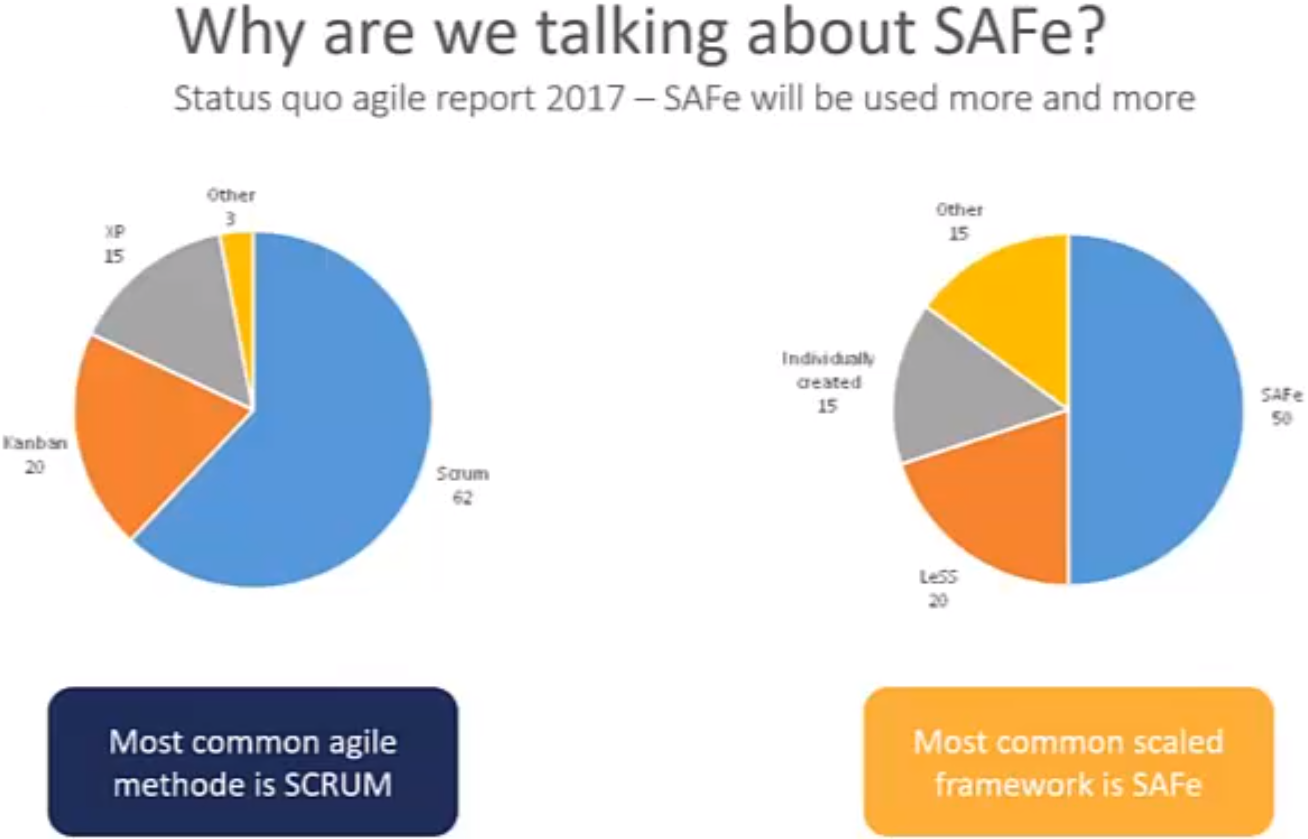 Why are we talking about SAFe?
Status quo agile report 2017 – SAFe will be used more and more
Other
3
XP
15
Kanban
20
Scrum
62
Most common agile
methode is SCRUM
Other
15
Individually
created
15
SAFe
50
LeSS
20
Most common scaled
framework is SAFe